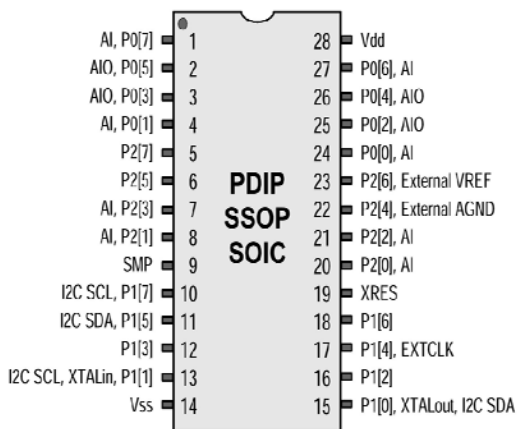 AI, P0[7] 1 28 Vdd
AIO, P0[5] 2 27 P0[6], AI
AIO, P0[3] 3 26 P0[4], AIO
AI, P0[1] 4 25 P0[2], AIO
P2[7] 5 24 P0[0], AI
P2[5] 6 PDIP 23 P2[6], External VREF
AI, P2[3] 7 SSOP 22 P2[4], External AGND
AI, P2[1] 8 SOIC 21 P2[2], AI
SMP 9 20 P2[0], AI
I2C SCL, P1[7] 10 19 XRES
I2C SDA, P1[5] 11 18 P1[6]
P1[3] 12 17 P1[4], EXTCLK
I2C SCL, XTALin, P1[1] 13 16 P1[2]
Vss 14 15 P1[0], XTALout, I2C SDA